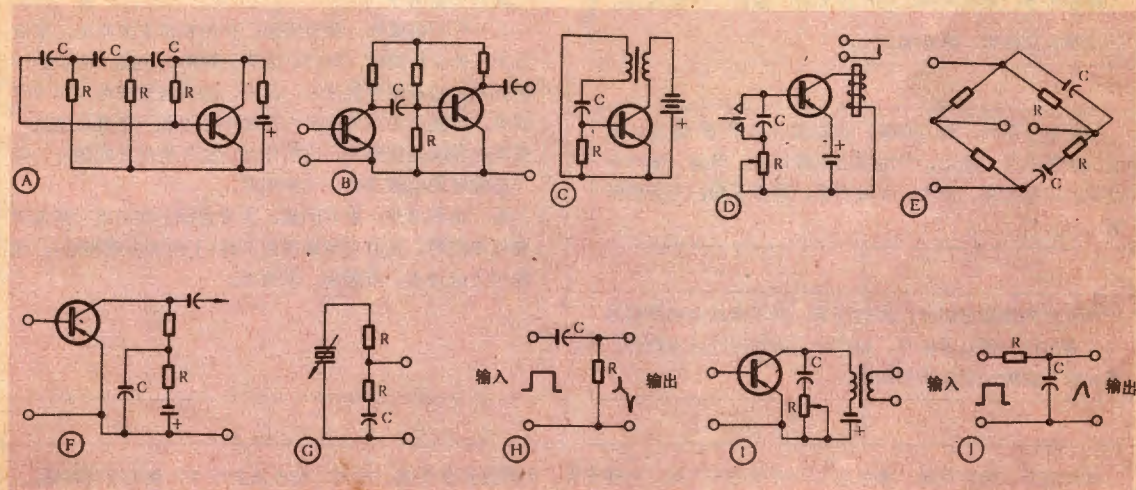 C C C R R R + Ⓐ
C R Ⓑ
C R + Ⓒ
C R + Ⓓ
R C R C Ⓔ
C R + Ⓕ
R R C Ⓖ
C R 输入 输出 Ⓗ
C R + Ⓘ
R C 输入 输出 Ⓙ